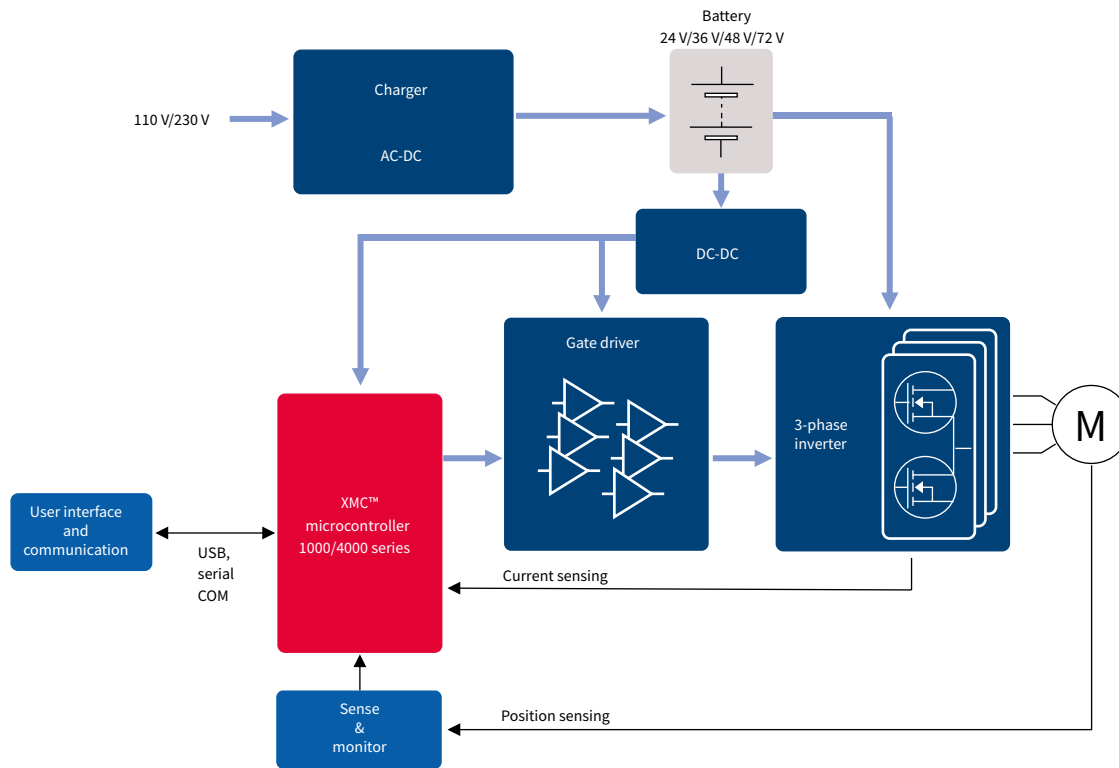 Battery
24 V/36 V/48 V/72 V
Charger
110 V/230 V
AC-DC
DC-DC
Gate driver
3-phase
inverter
M
XMC™
microcontroller
1000/4000 series
User interface
and
communication
USB,
serial
COM
Current sensing
Sense
&
monitor
Position sensing